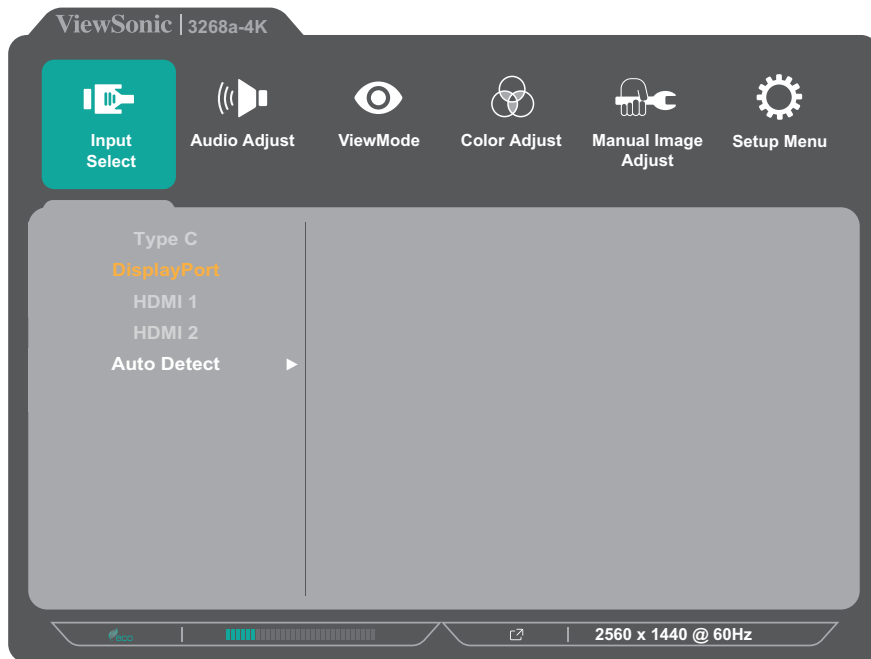 ViewSonic | 3268a-4K
Input
Select
Audio Adjust
ViewMode
Color Adjust
Manual Image
Adjust
Setup Menu
Type C
DisplayPort
HDMI 1
HDMI 2
Auto Detect
eco
2560 x 1440 @ 60Hz